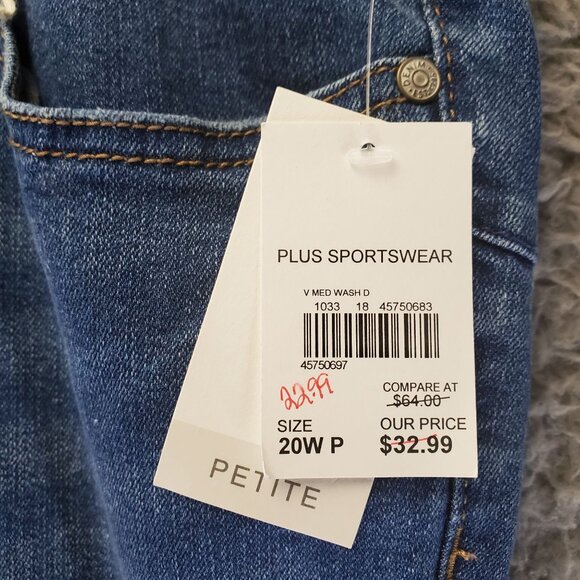 DENIM
PLUS SPORTSWEAR
V MED WASH D
1033 18 45750683
45750697
22.99
COMPARE AT
$64.00
SIZE
OUR PRICE
20W P
$32.99
PETITE